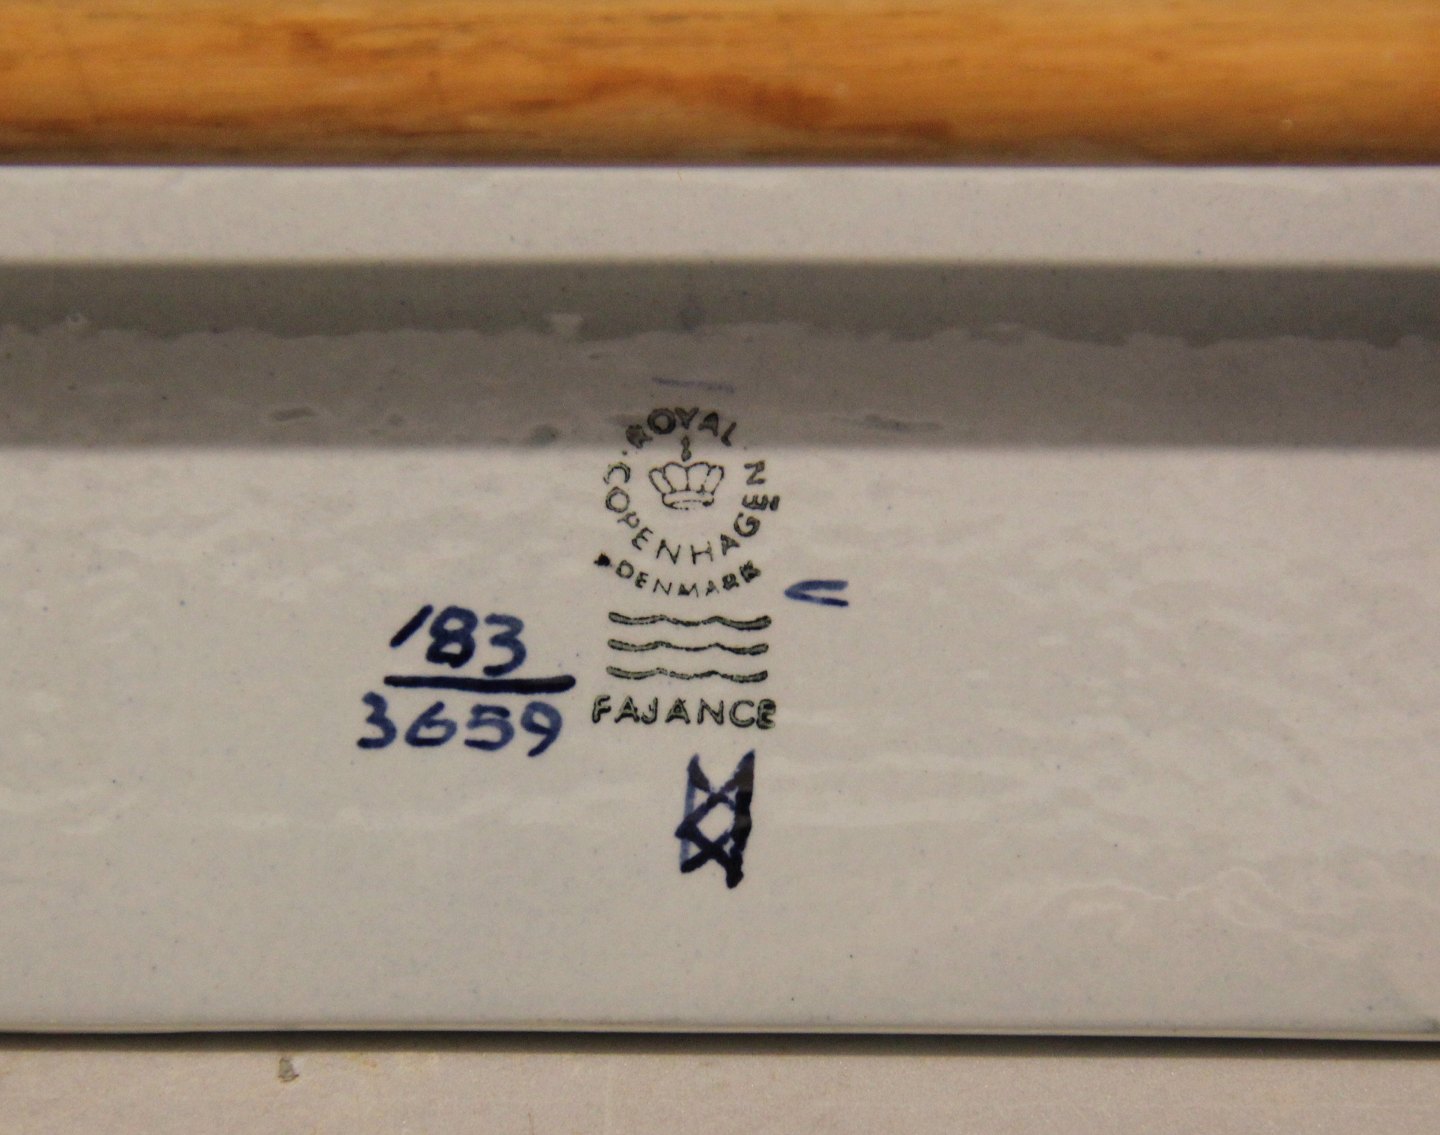 ROYAL
COPENHAGEN
DENMARK
183
3659
FAJANCE